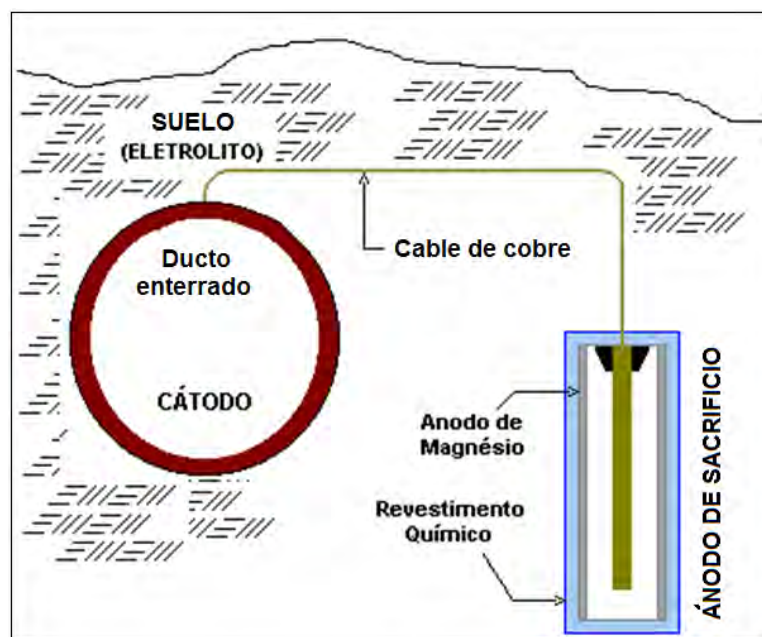 SUELO
(ELETROLITO)
Ducto
enterrado
Cable de cobre
CÁTODO
Anodo de
Magnésio
Revestimento
Químico
ÁNODO DE SACRIFICIO